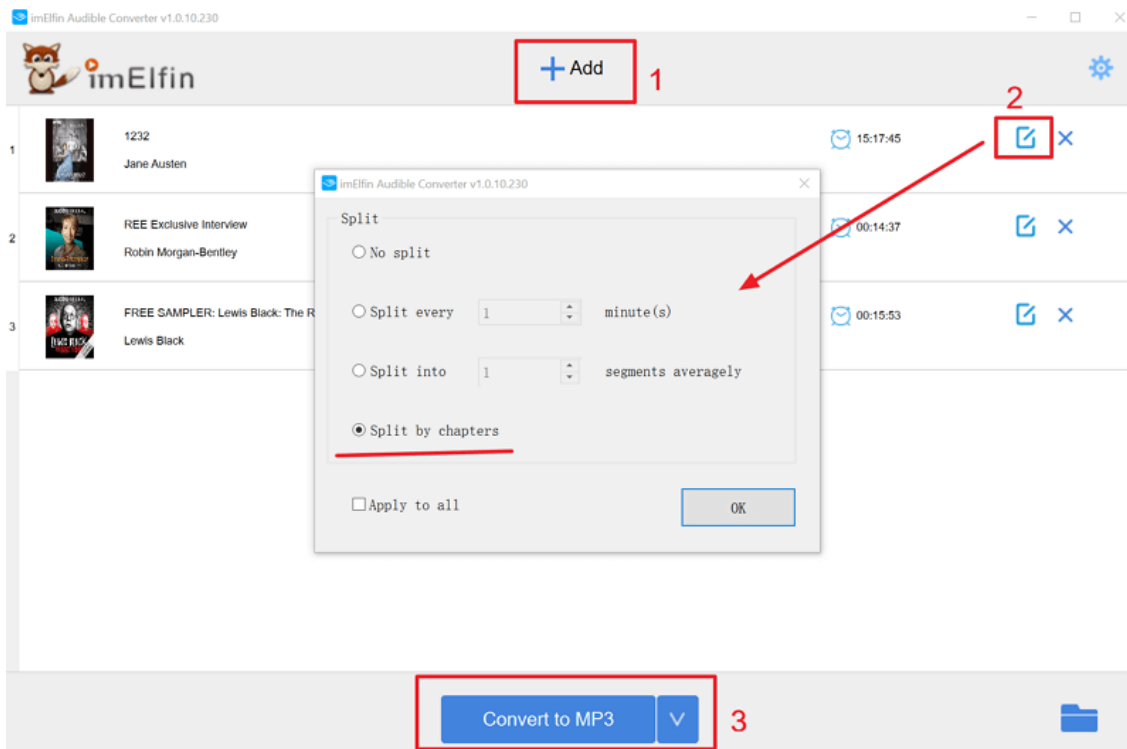 imElfin Audible Converter v1.0.10.230
imElfin
Add
1
2
1
1232
Jane Austen
15:17:45
2
REE Exclusive Interview
Robin Morgan-Bentley
00:14:37
3
FREE SAMPLER: Lewis Black: The R
Lewis Black
00:15:53
imElfin Audible Converter v1.0.10.230
Split
No split
Split every 1 minute(s)
Split into 1 segments averagely
Split by chapters
Apply to all
OK
Convert to MP3
3